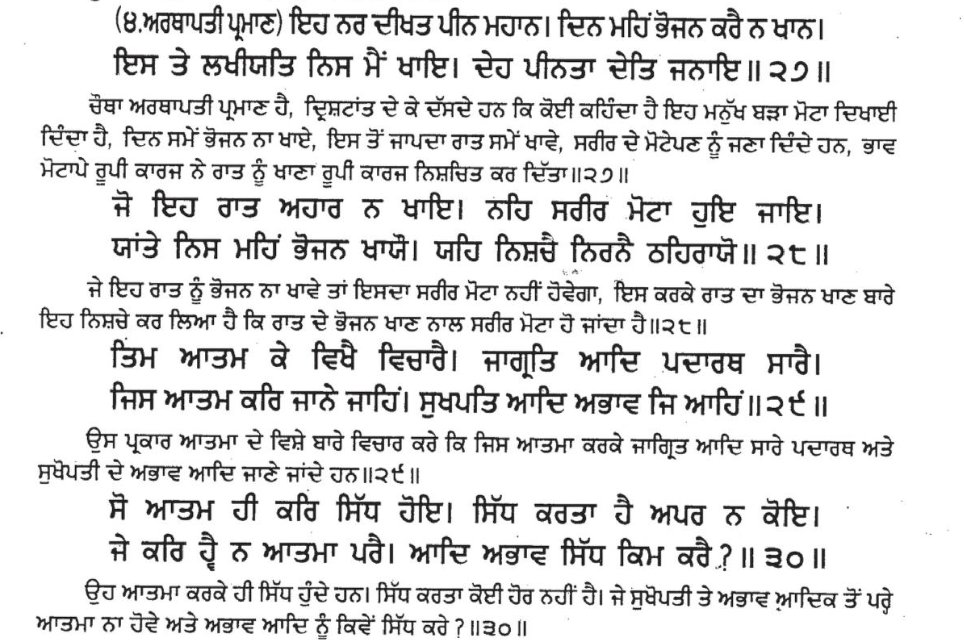 (੪.ਅਰਥਾਪਤੀ ਪ੍ਰਮਾਣ) ਇਹ ਨਰ ਦੀਖਤ ਪੀਨ ਮਹਾਨ। ਦਿਨ ਮਹਿਂ ਭੋਜਨ ਕਰੈ ਨ ਖਾਨ।
ਇਸ ਤੇ ਲਖੀਯਤਿ ਨਿਸ ਮੈਂ ਖਾਇ। ਦੇਹ ਪੀਨਤਾ ਦੇਤਿ ਜਨਾਇ॥੨੭॥
ਚੌਥਾ ਅਰਥਾਪਤੀ ਪ੍ਰਮਾਣ ਹੈ, ਦ੍ਰਿਸ਼ਟਾਂਤ ਦੇ ਕੇ ਦੱਸਦੇ ਹਨ ਕਿ ਕੋਈ ਕਹਿੰਦਾ ਹੈ ਇਹ ਮਨੁੱਖ ਬੜਾ ਮੋਟਾ ਦਿਖਾਈ
ਦਿੰਦਾ ਹੈ, ਦਿਨ ਸਮੇਂ ਭੋਜਨ ਨਾ ਖਾਏ, ਇਸ ਤੋਂ ਜਾਪਦਾ ਰਾਤ ਸਮੇਂ ਖਾਵੇ, ਸਰੀਰ ਦੇ ਮੋਟੇਪਣ ਨੂੰ ਜਣਾ ਦਿੰਦੇ ਹਨ, ਭਾਵ
ਮੋਟਾਪੇ ਰੂਪੀ ਕਾਰਜ ਨੇ ਰਾਤ ਨੂੰ ਖਾਣਾ ਰੂਪੀ ਕਾਰਜ ਨਿਸ਼ਚਿਤ ਕਰ ਦਿੱਤਾ॥੨੭॥
ਜੋ ਇਹ ਰਾਤ ਅਹਾਰ ਨ ਖਾਇ। ਨਹਿ ਸਰੀਰ ਮੋਟਾ ਹੁਇ ਜਾਇ।
ਯਾਂਤੇ ਨਿਸ ਮਹਿਂ ਭੋਜਨ ਖਾਯੌ। ਯਹਿ ਨਿਸ਼ਚੈ ਨਿਰਨੈ ਠਹਿਰਾਯੋ॥੨੮॥
ਜੇ ਇਹ ਰਾਤ ਨੂੰ ਭੋਜਨ ਨਾ ਖਾਵੇ ਤਾਂ ਇਸਦਾ ਸਰੀਰ ਮੋਟਾ ਨਹੀਂ ਹੋਵੇਗਾ, ਇਸ ਕਰਕੇ ਰਾਤ ਦਾ ਭੋਜਨ ਖਾਣ ਬਾਰੇ
ਇਹ ਨਿਸ਼ਚੇ ਕਰ ਲਿਆ ਹੈ ਕਿ ਰਾਤ ਦੇ ਭੋਜਨ ਖਾਣ ਨਾਲ ਸਰੀਰ ਮੋਟਾ ਹੋ ਜਾਂਦਾ ਹੈ॥੨੮॥
ਤਿਮ ਆਤਮ ਕੇ ਵਿਖੈ ਵਿਚਾਰੈ। ਜਾਗ੍ਰਤਿ ਆਦਿ ਪਦਾਰਥ ਸਾਰੈ।
ਜਿਸ ਆਤਮ ਕਰਿ ਜਾਨੇ ਜਾਹਿਂ। ਸੁਖਪਤਿ ਆਦਿ ਅਭਾਵ ਜਿ ਆਹਿਂ॥੨੯॥
ਉਸ ਪ੍ਰਕਾਰ ਆਤਮਾ ਦੇ ਵਿਸ਼ੇ ਬਾਰੇ ਵਿਚਾਰ ਕਰੇ ਕਿ ਜਿਸ ਆਤਮਾ ਕਰਕੇ ਜਾਗ੍ਰਿਤ ਆਦਿ ਸਾਰੇ ਪਦਾਰਥ ਅਤੇ
ਸੁਖੋਪਤੀ ਦੇ ਅਭਾਵ ਆਦਿ ਜਾਣੇ ਜਾਂਦੇ ਹਨ॥੨੯॥
ਸੋ ਆਤਮ ਹੀ ਕਰਿ ਸਿੱਧ ਹੋਇ। ਸਿੱਧ ਕਰਤਾ ਹੈ ਅਪਰ ਨ ਕੋਇ।
ਜੇ ਕਰਿ ਹ੍ਵੈ ਨ ਆਤਮਾ ਪਰੈ। ਆਦਿ ਅਭਾਵ ਸਿੱਧ ਕਿਮ ਕਰੈ?॥੩੦॥
ਉਹ ਆਤਮਾ ਕਰਕੇ ਹੀ ਸਿੱਧ ਹੁੰਦੇ ਹਨ। ਸਿੱਧ ਕਰਤਾ ਕੋਈ ਹੋਰ ਨਹੀਂ ਹੈ। ਜੇ ਸੁਖੋਪਤੀ ਤੇ ਅਭਾਵ ਆਦਿਕ ਤੋਂ ਪਰ੍ਹੇ
ਆਤਮਾ ਨਾ ਹੋਵੇ ਅਤੇ ਅਭਾਵ ਆਦਿ ਨੂੰ ਕਿਵੇਂ ਸਿੱਧ ਕਰੇ ?॥੩੦॥